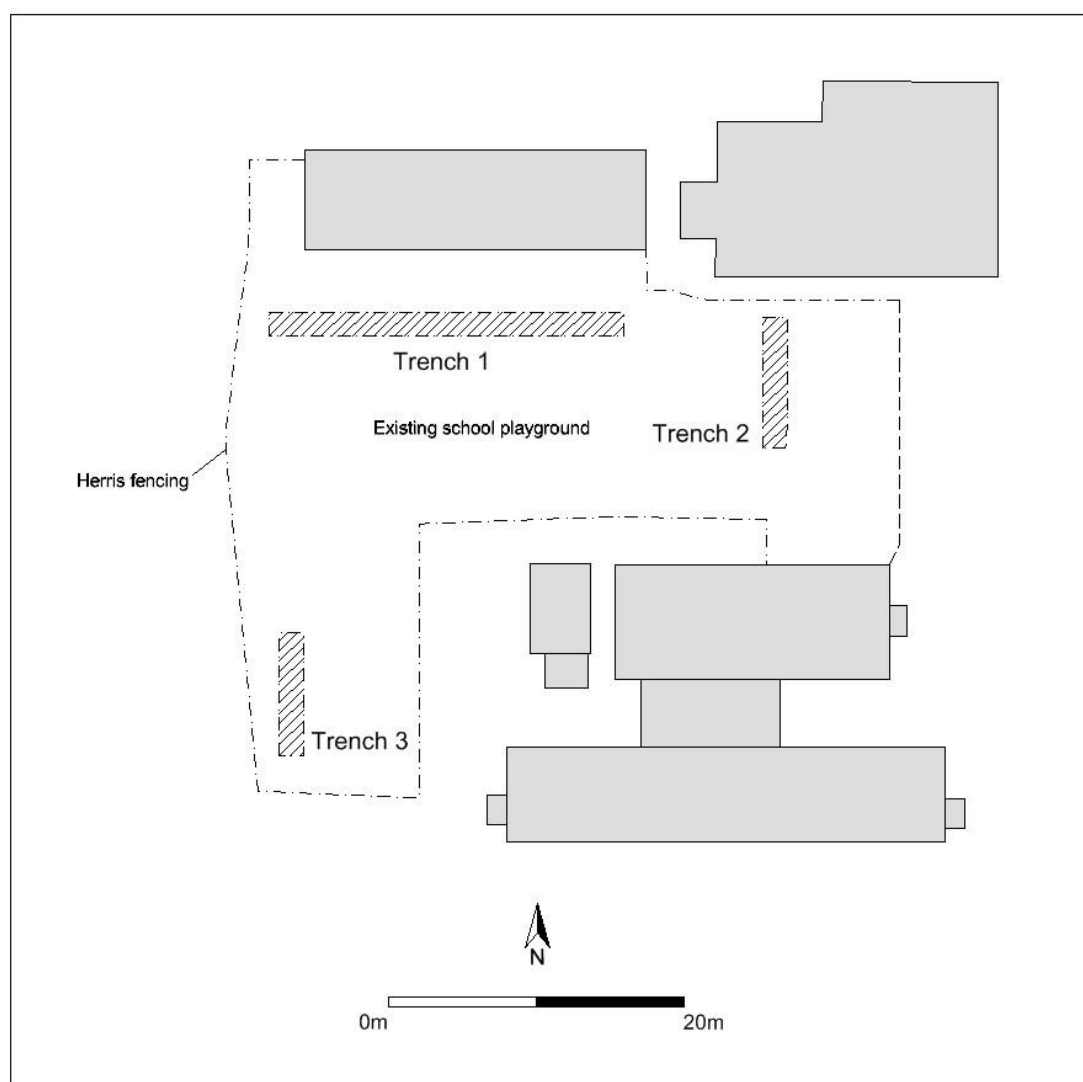 Trench 1
Existing school playground
Trench 2
Herris fencing
Trench 3
N
0m
20m